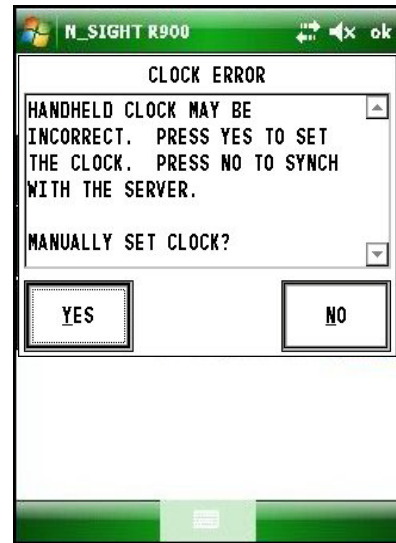 N_SIGHT R900 ok
CLOCK ERROR
HANDHELD CLOCK MAY BE
INCORRECT. PRESS YES TO SET
THE CLOCK. PRESS NO TO SYNCH
WITH THE SERVER.
MANUALLY SET CLOCK?
YES NO